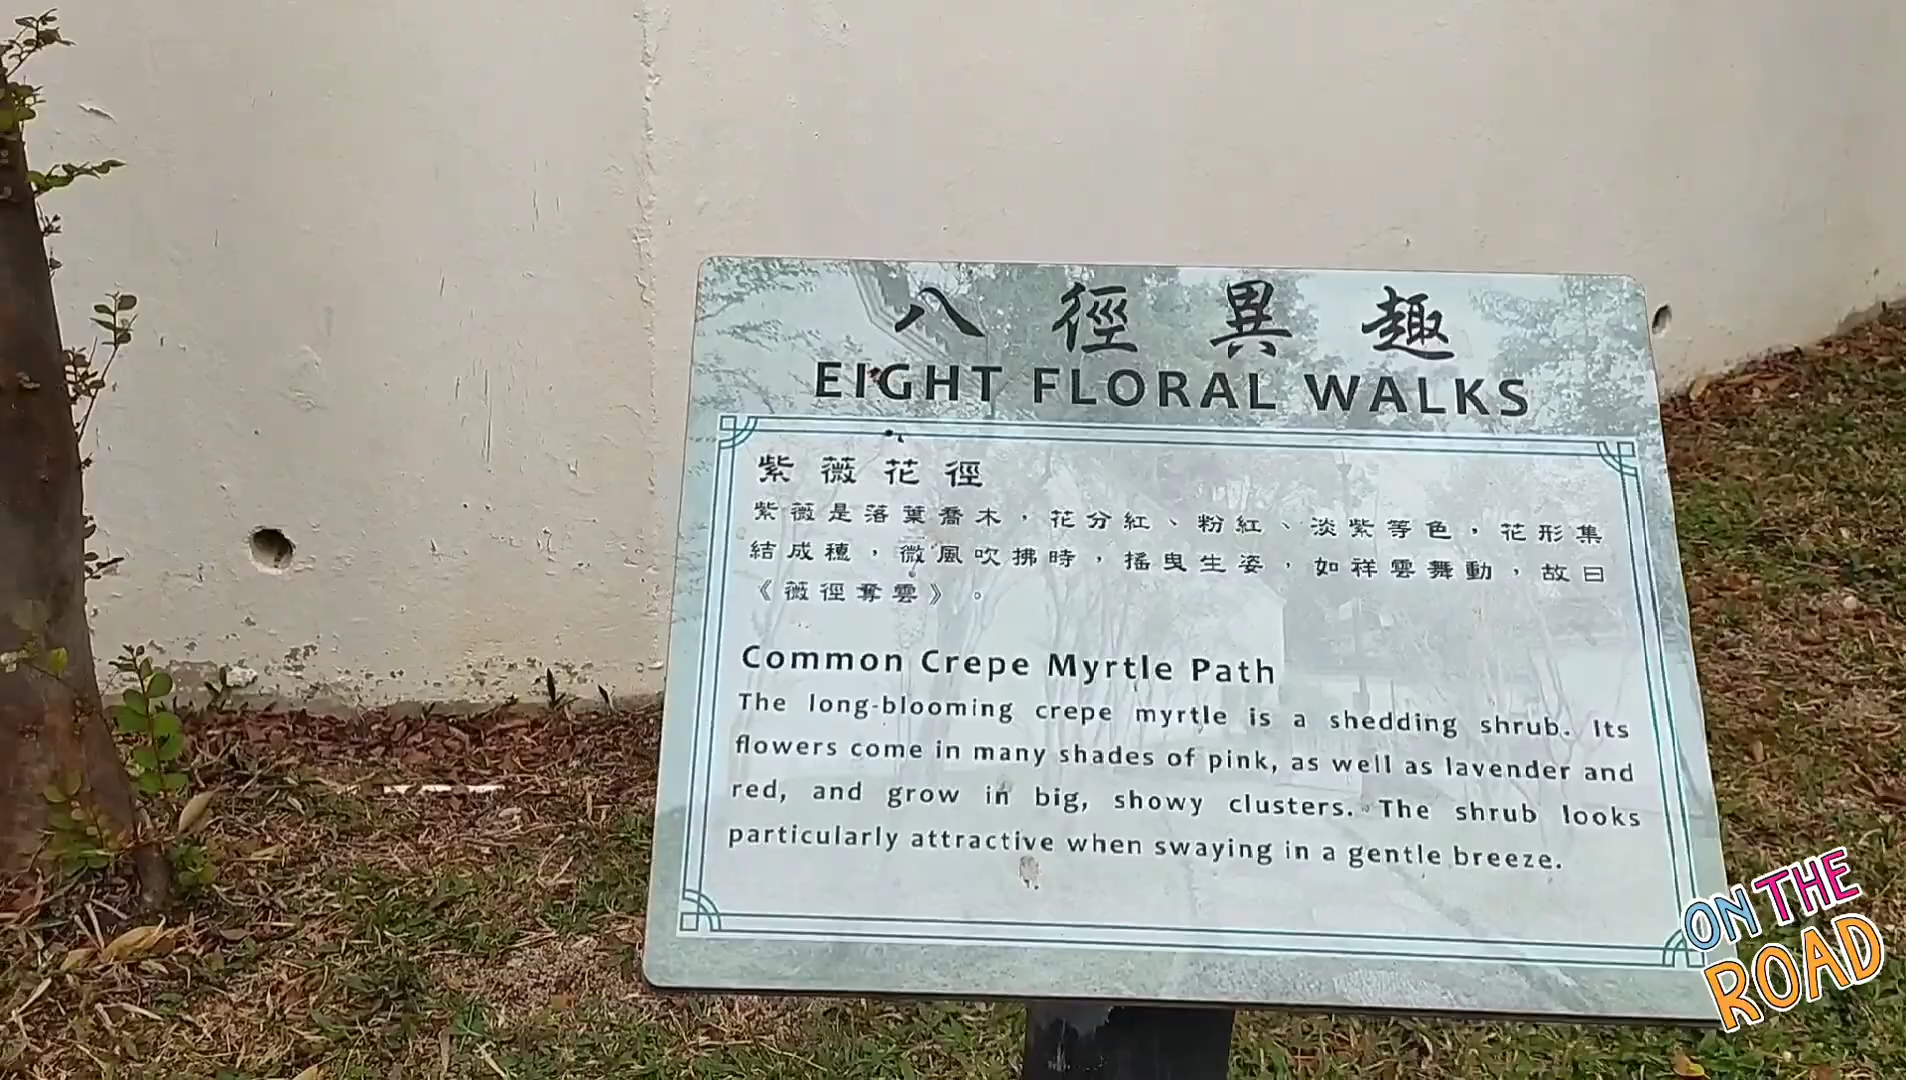 八徑異趣
EIGHT FLORAL WALKS
紫薇花徑
紫薇是落葉喬木，花分紅、粉紅、淡紫等色，花形集
結成穗，微風吹拂時，搖曳生姿，如祥雲舞動，故曰
《薇徑奪雲》。
Common Crepe Myrtle Path
The long-blooming crepe myrtle is a shedding shrub. Its
flowers come in many shades of pink, as well as lavender and
red, and grow in big, showy clusters. The shrub looks
particularly attractive when swaying in a gentle breeze.
ON THE
ROAD